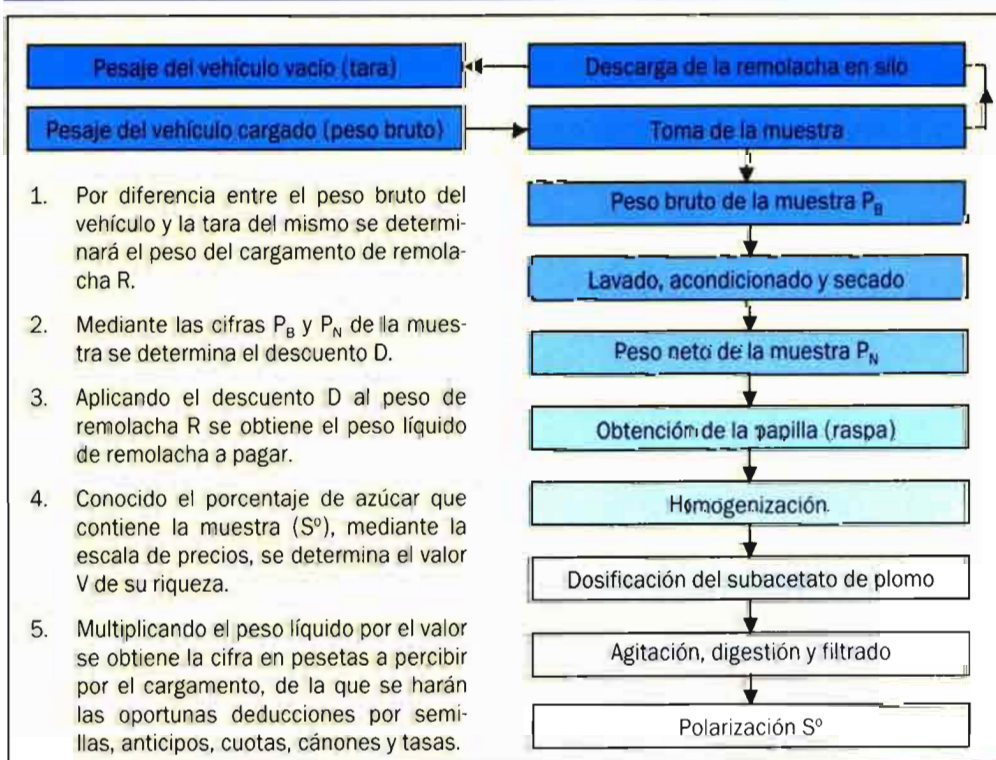 Pesaje del vehículo vacío (tara)
Descarga de la remolacha en silo
Pesaje del vehículo cargado (peso bruto)
Toma de la muestra
1. Por diferencia entre el peso bruto del
vehículo y la tara del mismo se determi-
nará el peso del cargamento de remola-
cha R.
2. Mediante las cifras P_B y P_N de la mues-
tra se determina el descuento D.
3. Aplicando el descuento D al peso de
remolacha R se obtiene el peso líquido
de remolacha a pagar.
4. Conocido el porcentaje de azúcar que
contiene la muestra (Sº), mediante la
escala de precios, se determina el valor
V de su riqueza.
5. Multiplicando el peso líquido por el valor
se obtiene la cifra en pesetas a percibir
por el cargamento, de la que se harán
las oportunas deducciones por semi-
llas, anticipos, cuotas, cánones y tasas.
Peso bruto de la muestra P_B
Lavado, acondicionado y secado
Peso neto de la muestra P_N
Obtención de la papilla (raspa)
Homogenización
Dosificación del subacetato de plomo
Agitación, digestión y filtrado
Polarización Sº